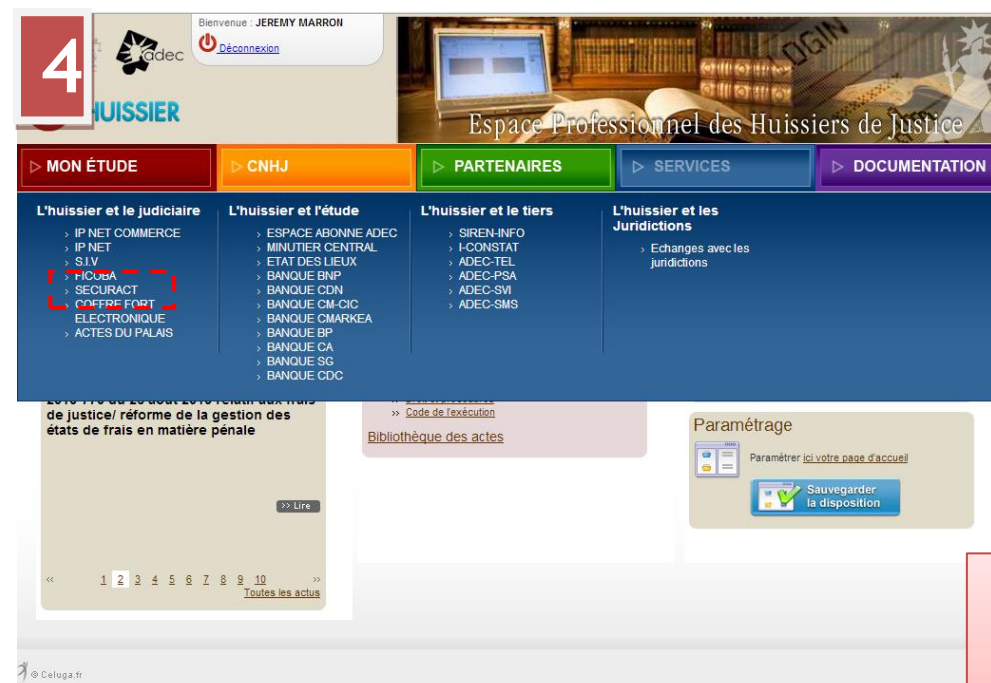 4
adec
Bienvenue : JEREMY MARRON
Déconnexion
HUISSIER
LOGIN
Espace Professionnel des Huissiers de Justice
MON ÉTUDE
CNHJ
PARTENAIRES
SERVICES
DOCUMENTATION
L'huissier et le judiciaire
› IP NET COMMERCE
› IP NET
› S.I.V
› FICOBA
› SECURACT
› COFFRE FORT
ELECTRONIQUE
› ACTES DU PALAIS
L'huissier et l'étude
› ESPACE ABONNE ADEC
› MINUTIER CENTRAL
› ETAT DES LIEUX
› BANQUE BNP
› BANQUE CDN
› BANQUE CM-CIC
› BANQUE CMARKEA
› BANQUE BP
› BANQUE CA
› BANQUE SG
› BANQUE CDC
L'huissier et le tiers
› SIREN-INFO
› I-CONSTAT
› ADEC-TEL
› ADEC-PSA
› ADEC-SVI
› ADEC-SMS
L'huissier et les
Juridictions
› Echanges avec les
juridictions
relatif aux frais
de justice/ réforme de la gestion des
états de frais en matière pénale
>> Lire
« 1 2 3 4 5 6 7 8 9 10 »
Toutes les actus
›› Code de l'exécution
Bibliothèque des actes
Paramétrage
Paramétrer ici votre page d'accueil
Sauvegarder
la disposition
© Celuga.fr